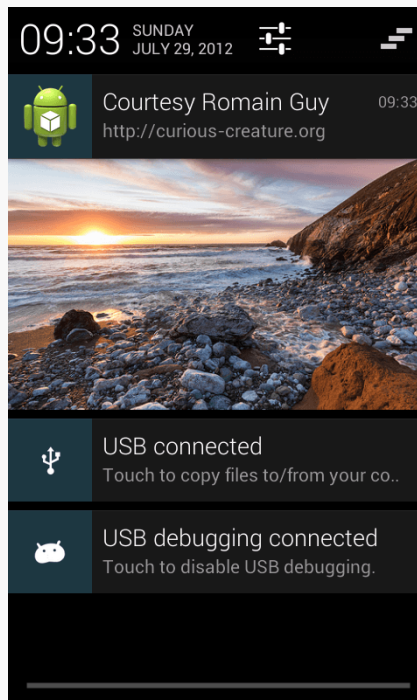 09:33
SUNDAY
JULY 29, 2012
Courtesy Romain Guy
09:33
http://curious-creature.org
USB connected
Touch to copy files to/from your co..
USB debugging connected
Touch to disable USB debugging.